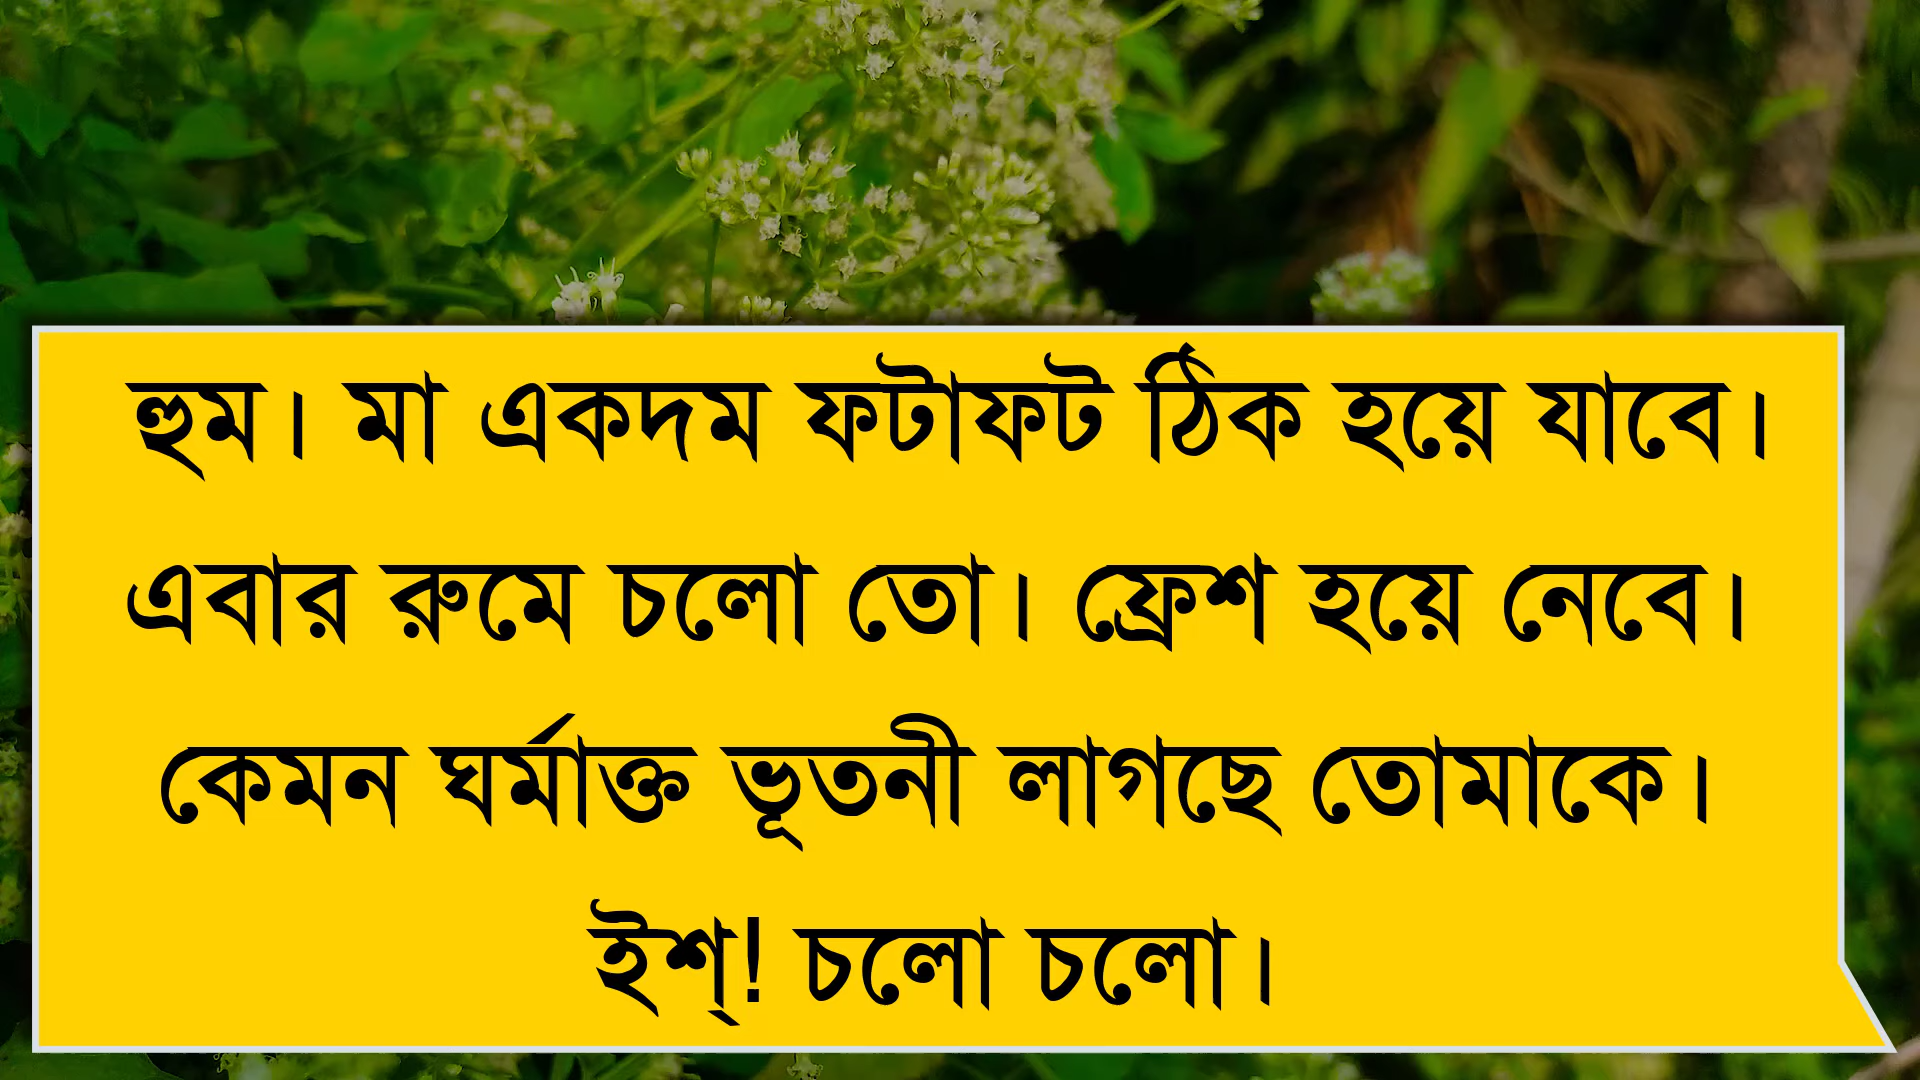 হুম। মা একদম ফটাফট ঠিক হয়ে যাবে।
এবার রুমে চলো তো। ফ্রেশ হয়ে নেবে।
কেমন ঘর্মাক্ত ভূতনী লাগছে তোমাকে।
ইশ্! চলো চলো।